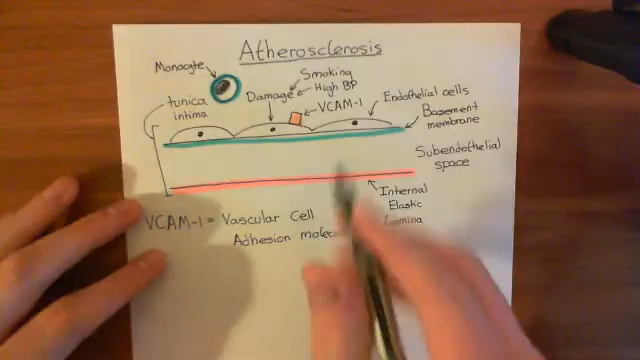 Atherosclerosis
Monocyte
Smoking
High BP
Damage
VCAM-1
Endothelial cells
tunica
intima
Basement
membrane
Subendothelial
space
Internal
Elastic
VCAM-1 = Vascular Cell
Adhesion